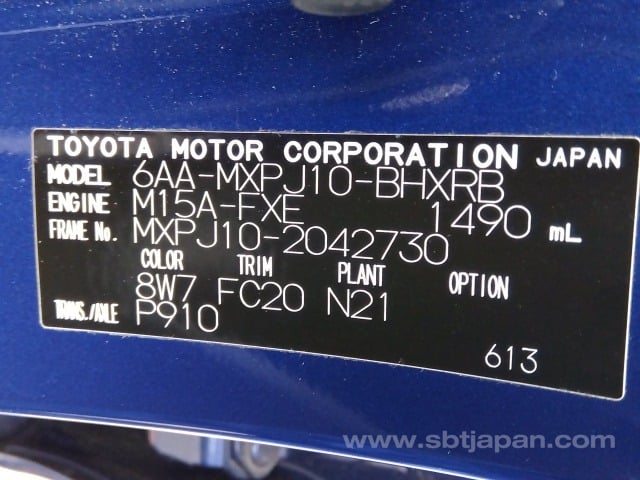 TOYOTA MOTOR CORPORATION JAPAN
MODEL 6AA-MXPJ10-BHXRB
ENGINE M15A-FXE 1490 mL
FRAME No. MXPJ10-2042730
COLOR TRIM PLANT OPTION
8W7 FC20 N21
TRANS./AXLE P910
613
www.sbtjapan.com